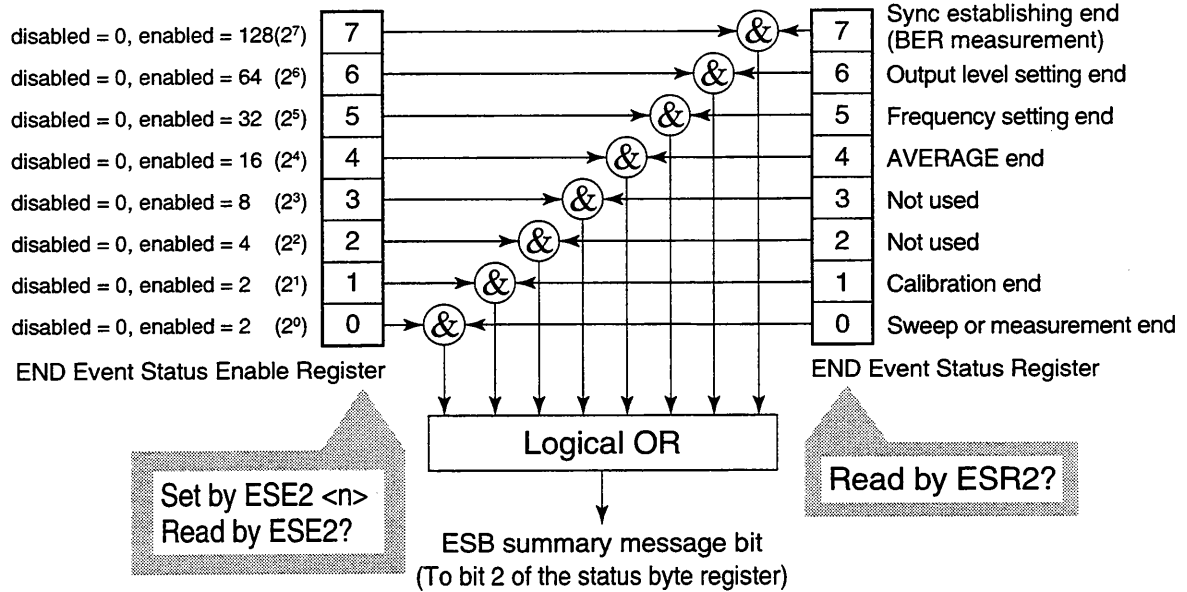 disabled = 0, enabled = 128(2⁷) 7 & 7 Sync establishing end
(BER measurement)
disabled = 0, enabled = 64 (2⁶) 6 & 6 Output level setting end
disabled = 0, enabled = 32 (2⁵) 5 & 5 Frequency setting end
disabled = 0, enabled = 16 (2⁴) 4 & 4 AVERAGE end
disabled = 0, enabled = 8 (2³) 3 & 3 Not used
disabled = 0, enabled = 4 (2²) 2 & 2 Not used
disabled = 0, enabled = 2 (2¹) 1 & 1 Calibration end
disabled = 0, enabled = 2 (2⁰) 0 & 0 Sweep or measurement end
END Event Status Enable Register
END Event Status Register
Logical OR
Set by ESE2 <n>
Read by ESE2?
Read by ESR2?
ESB summary message bit
(To bit 2 of the status byte register)